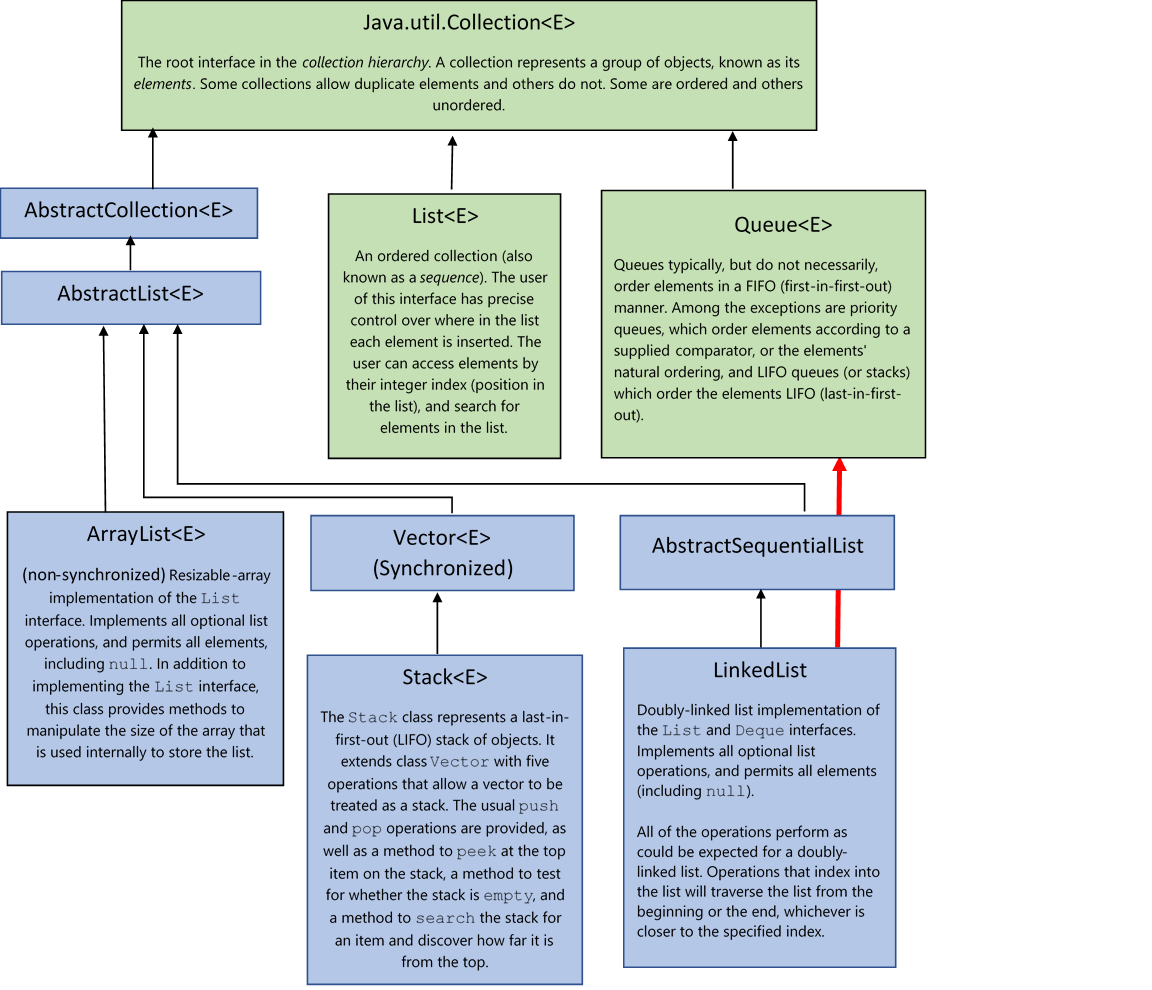 Java.util.Collection<E>
The root interface in the collection hierarchy. A collection represents a group of objects, known as its
elements. Some collections allow duplicate elements and others do not. Some are ordered and others
unordered.
AbstractCollection<E>
AbstractList<E>
List<E>
An ordered collection (also
known as a sequence). The user
of this interface has precise
control over where in the list
each element is inserted. The
user can access elements by
their integer index (position in
the list), and search for
elements in the list.
Queue<E>
Queues typically, but do not necessarily,
order elements in a FIFO (first-in-first-out)
manner. Among the exceptions are priority
queues, which order elements according to a
supplied comparator, or the elements'
natural ordering, and LIFO queues (or stacks)
which order the elements LIFO (last-in-first-
out).
ArrayList<E>
(non-synchronized) Resizable-array
implementation of the List
interface. Implements all optional list
operations, and permits all elements,
including null. In addition to
implementing the List interface,
this class provides methods to
manipulate the size of the array that
is used internally to store the list.
Vector<E>
(Synchronized)
AbstractSequentialList
Stack<E>
The Stack class represents a last-in-
first-out (LIFO) stack of objects. It
extends class Vector with five
operations that allow a vector to be
treated as a stack. The usual push
and pop operations are provided, as
well as a method to peek at the top
item on the stack, a method to test
for whether the stack is empty, and
a method to search the stack for
an item and discover how far it is
from the top.
LinkedList
Doubly-linked list implementation of
the List and Deque interfaces.
Implements all optional list
operations, and permits all elements
(including null).
All of the operations perform as
could be expected for a doubly-
linked list. Operations that index into
the list will traverse the list from the
beginning or the end, whichever is
closer to the specified index.